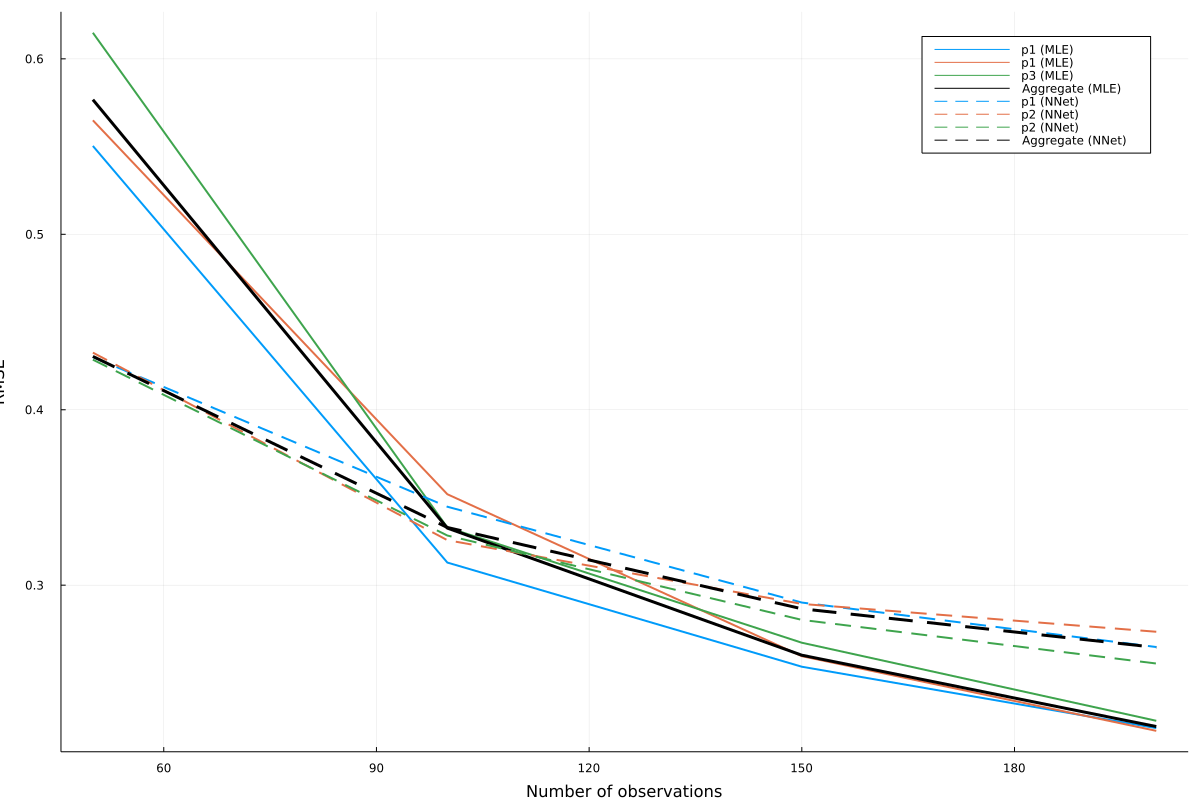 p1 (MLE)
p1 (MLE)
p3 (MLE)
Aggregate (MLE)
p1 (NNet)
p2 (NNet)
p2 (NNet)
Aggregate (NNet)
0.6
0.5
0.4
0.3
RMSE
60
90
120
150
180
Number of observations